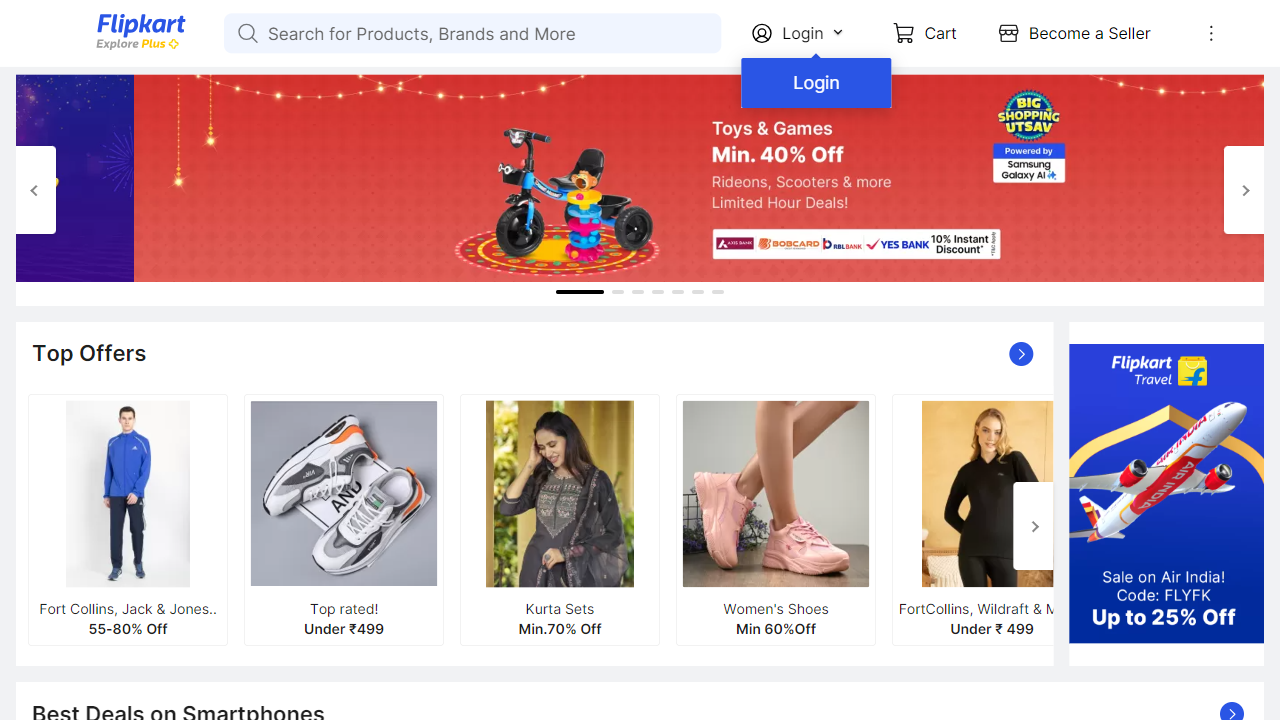 Flipkart
Explore Plus
Search for Products, Brands and More
Login
Cart
Become a Seller
Login
Toys & Games
Min. 40% Off
Rideons, Scooters & more
Limited Hour Deals!
BIG
SHOPPING
UTSAV
Powered by
Samsung
Galaxy AI
AXIS BANK
BOBCARD
RBL BANK
YES BANK
10% Instant
Discount*
Top Offers
Fort Collins, Jack & Jones..
55-80% Off
Top rated!
Under ₹499
Kurta Sets
Min.70% Off
Women's Shoes
Min 60%Off
FortCollins, Wildraft & M
Under ₹ 499
Flipkart
Travel
AIR INDIA
AIR INDIA
Sale on Air India!
Code: FLYFK
Up to 25% Off
Best Deals on Smartphones